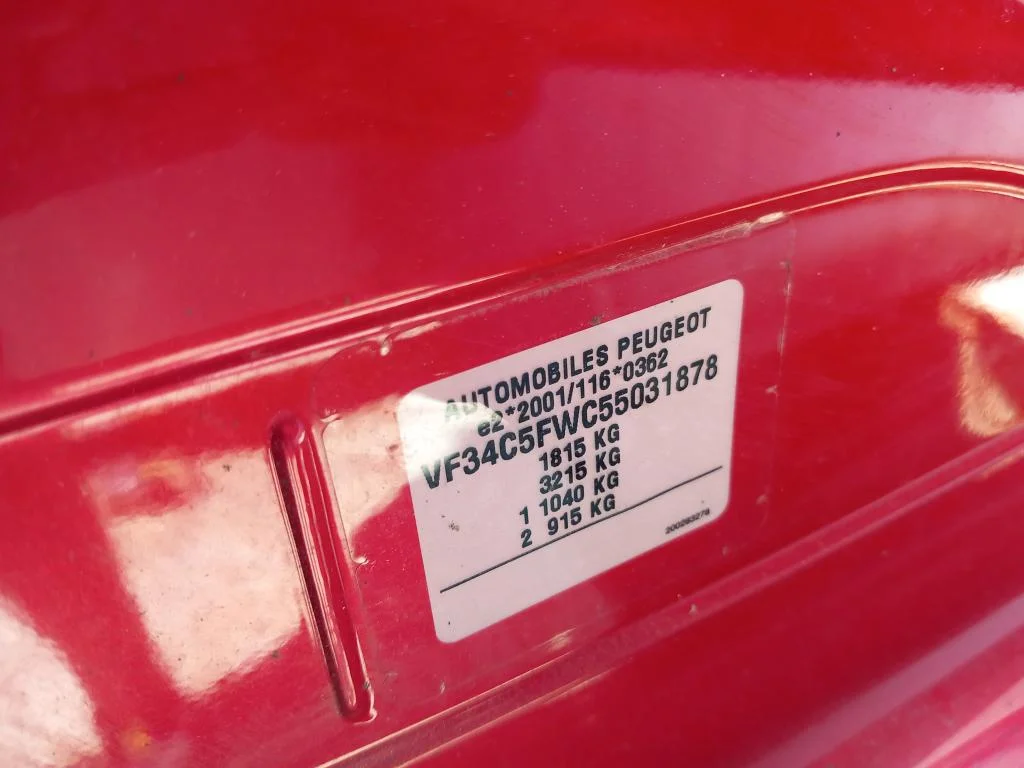 AUTOMOBILES PEUGEOT
e2*2001/116*0362
VF34C5FWC55031878
1815 KG
3215 KG
1 1040 KG
2 915 KG